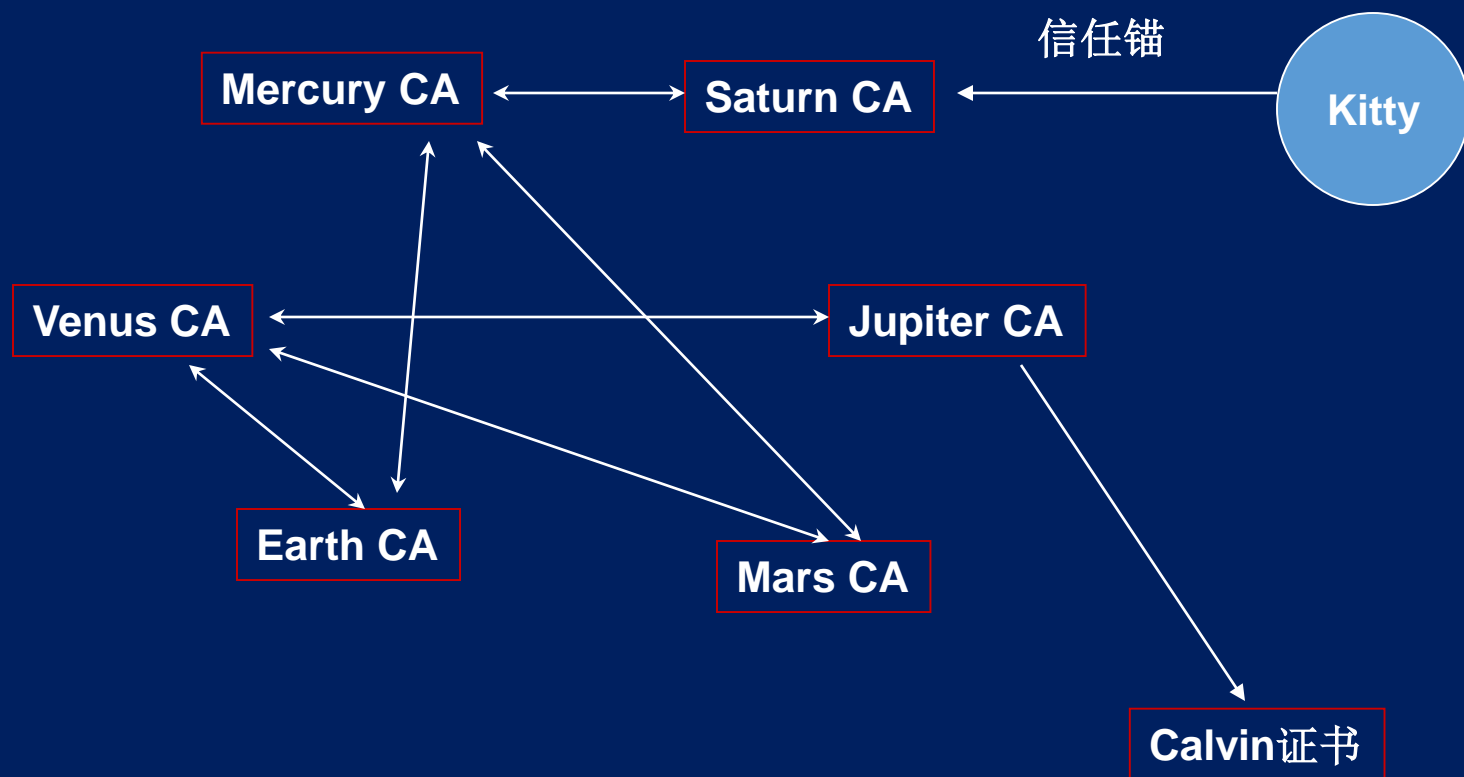 信任锚
Mercury CA
Saturn CA
Kitty
Venus CA
Jupiter CA
Earth CA
Mars CA
Calvin证书